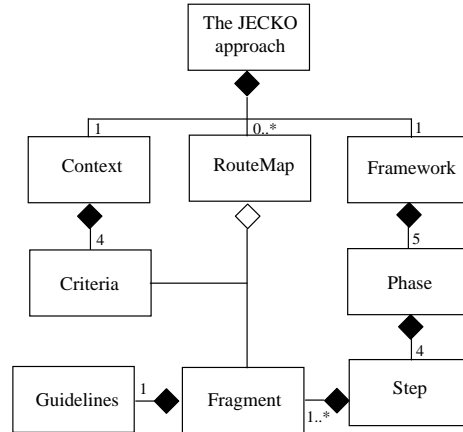 The JECKO
approach
1
0..*
1
Context
RouteMap
Framework
4
5
Criteria
Phase
4
Guidelines
1
Fragment
1..*
Step